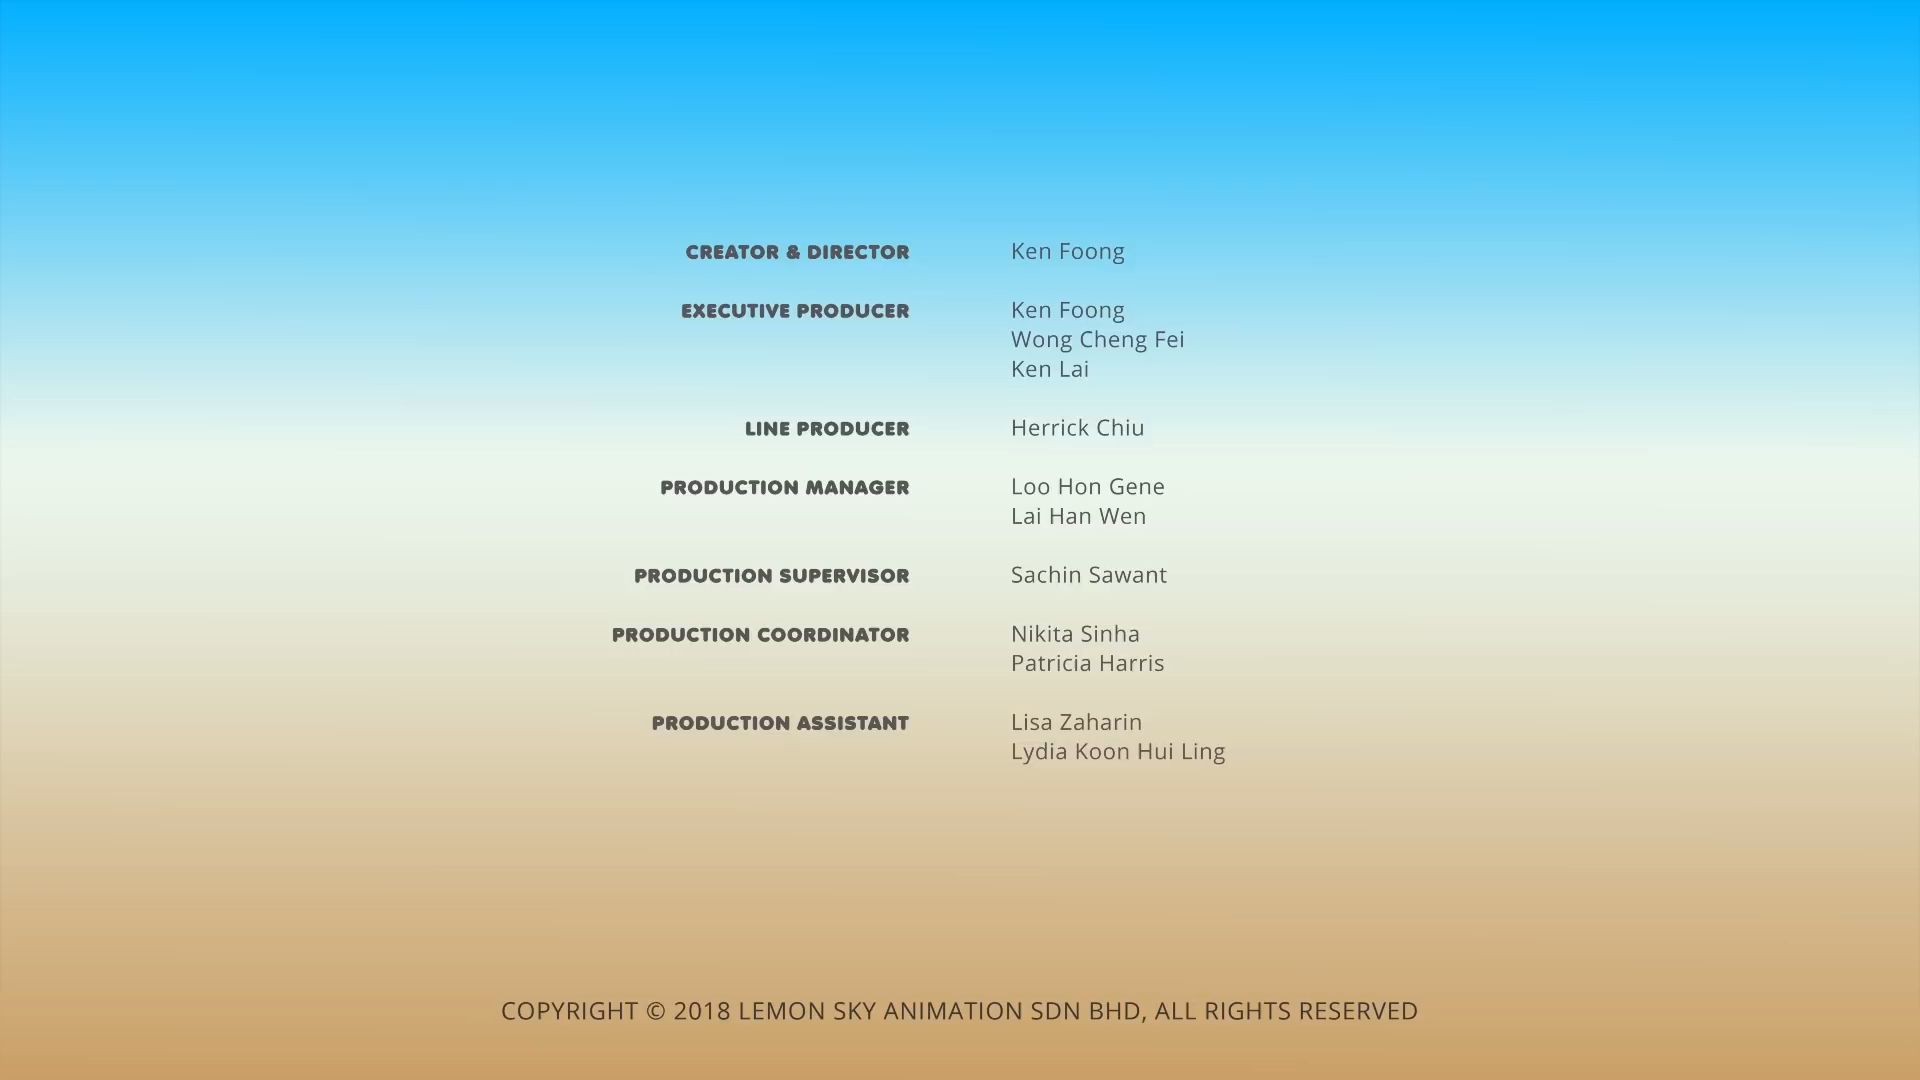 CREATOR & DIRECTOR Ken Foong
EXECUTIVE PRODUCER Ken Foong
Wong Cheng Fei
Ken Lai
LINE PRODUCER Herrick Chiu
PRODUCTION MANAGER Loo Hon Gene
Lai Han Wen
PRODUCTION SUPERVISOR Sachin Sawant
PRODUCTION COORDINATOR Nikita Sinha
Patricia Harris
PRODUCTION ASSISTANT Lisa Zaharin
Lydia Koon Hui Ling
COPYRIGHT © 2018 LEMON SKY ANIMATION SDN BHD, ALL RIGHTS RESERVED